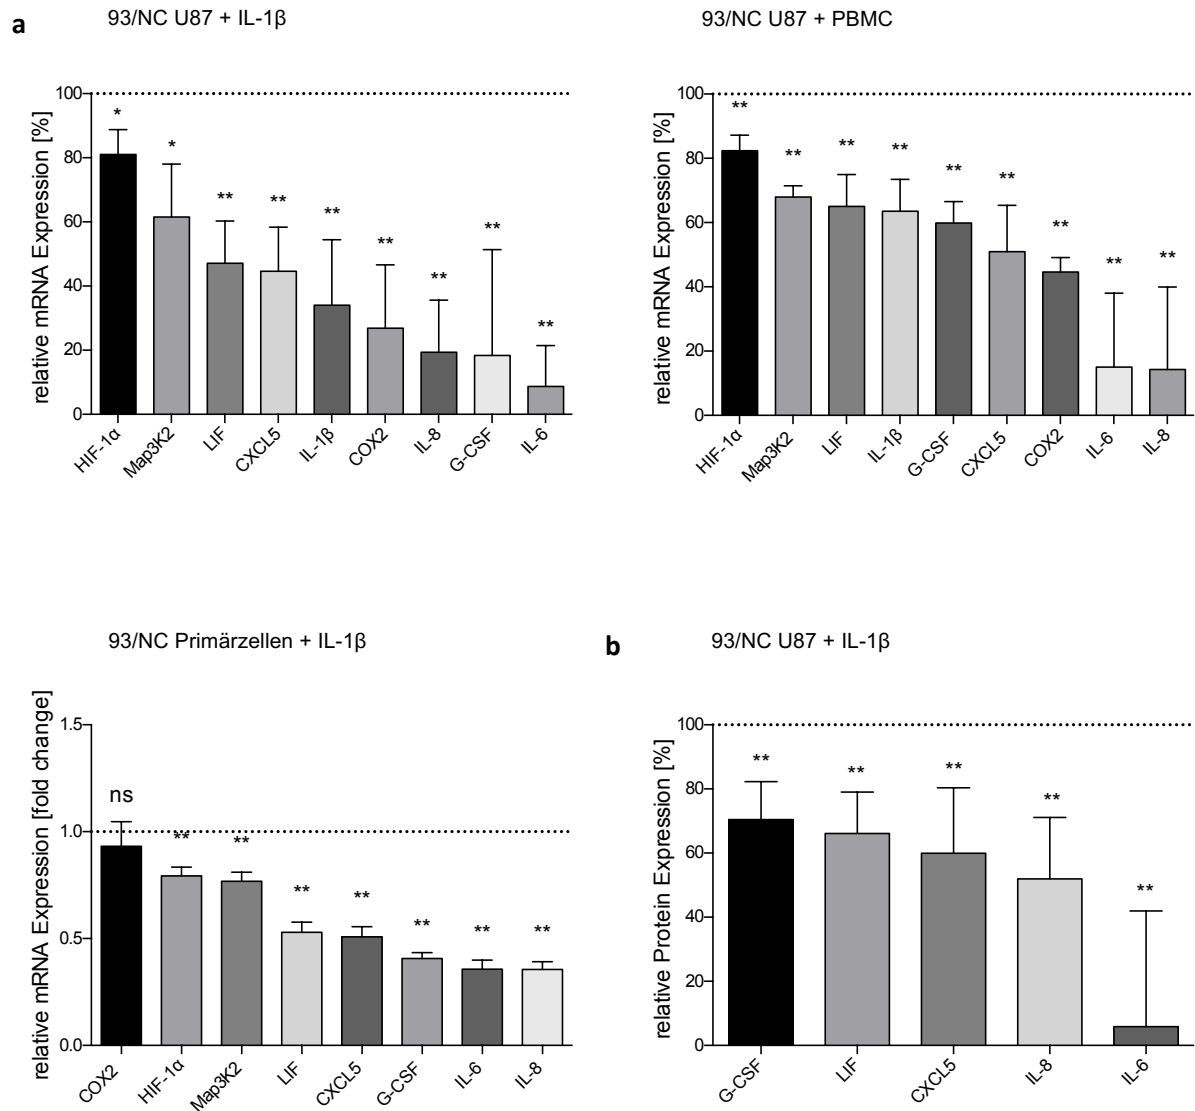 a
93/NC U87 + IL-1β
relative mRNA Expression [%]
100
80
60
40
20
0
* * ** ** ** ** ** ** **
HIF-1α Map3K2 LIF CXCL5 IL-1β COX2 IL-8 G-CSF IL-6
93/NC U87 + PBMC
relative mRNA Expression [%]
100
80
60
40
20
0
** ** ** ** ** ** ** ** **
HIF-1α Map3K2 LIF IL-1β G-CSF CXCL5 COX2 IL-6 IL-8
93/NC Primärzellen + IL-1β
relative mRNA Expression [fold change]
1.5
1.0
0.5
0.0
ns ** ** ** ** ** ** **
COX2 HIF-1α Map3K2 LIF CXCL5 G-CSF IL-6 IL-8
b
93/NC U87 + IL-1β
relative Protein Expression [%]
100
80
60
40
20
0
** ** ** ** **
G-CSF LIF CXCL5 IL-8 IL-6